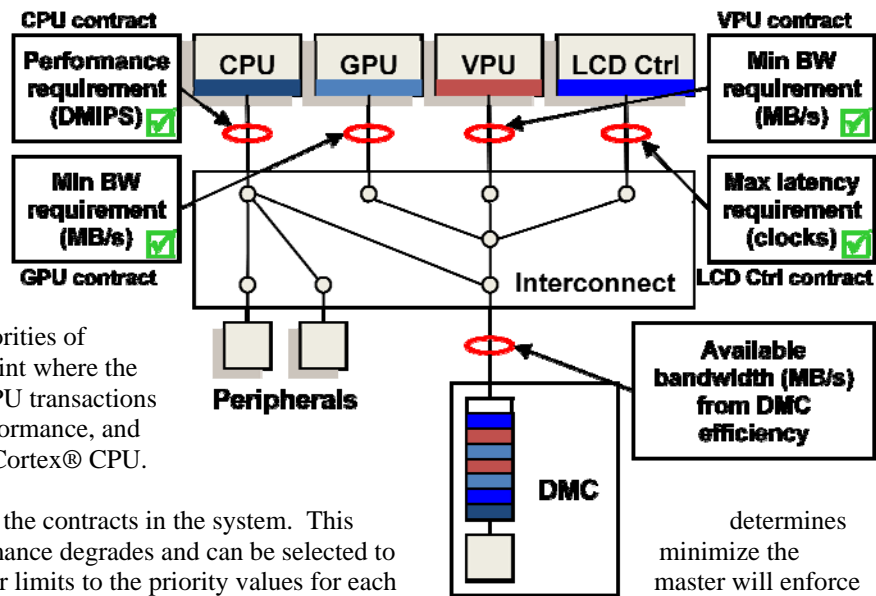 CPU contract
VPU contract
Performance
requirement
(DMIPS)
CPU
GPU
VPU
LCD Ctrl
Min BW
requirement
(MB/s)
Min BW
requirement
(MB/s)
Max latency
requirement
(clocks)
GPU contract
Interconnect
LCD Ctrl contract
orities of
int where the
PU transactions
formance, and
Cortex® CPU.
Peripherals
Available
bandwidth (MB/s)
from DMC
efficiency
DMC
the contracts in the system. This determines
nance degrades and can be selected to minimize the
r limits to the priority values for each master will enforce